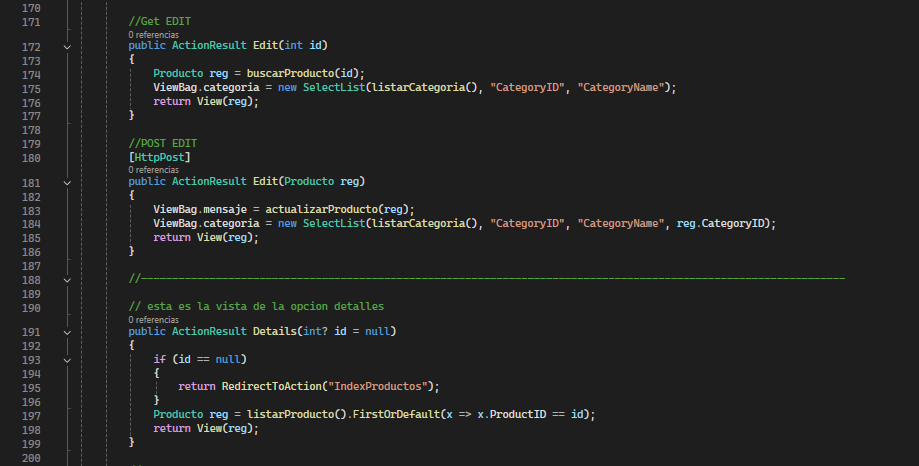 170
171 //Get EDIT
0 referencias
172 public ActionResult Edit(int id)
173 {
174 Producto reg = buscarProducto(id);
175 ViewBag.categoria = new SelectList(listarCategoria(), "CategoryID", "CategoryName");
176 return View(reg);
177 }
178
179 //POST EDIT
180 [HttpPost]
0 referencias
181 public ActionResult Edit(Producto reg)
182 {
183 ViewBag.mensaje = actualizarProducto(reg);
184 ViewBag.categoria = new SelectList(listarCategoria(), "CategoryID", "CategoryName", reg.CategoryID);
185 return View(reg);
186 }
187
188 //-----------------------------------------------------------------------------------------------------------------
189
190 // esta es la vista de la opcion detalles
0 referencias
191 public ActionResult Details(int? id = null)
192 {
193 if (id == null)
194 {
195 return RedirectToAction("IndexProductos");
196 }
197 Producto reg = listarProducto().FirstOrDefault(x => x.ProductID == id);
198 return View(reg);
199 }
200